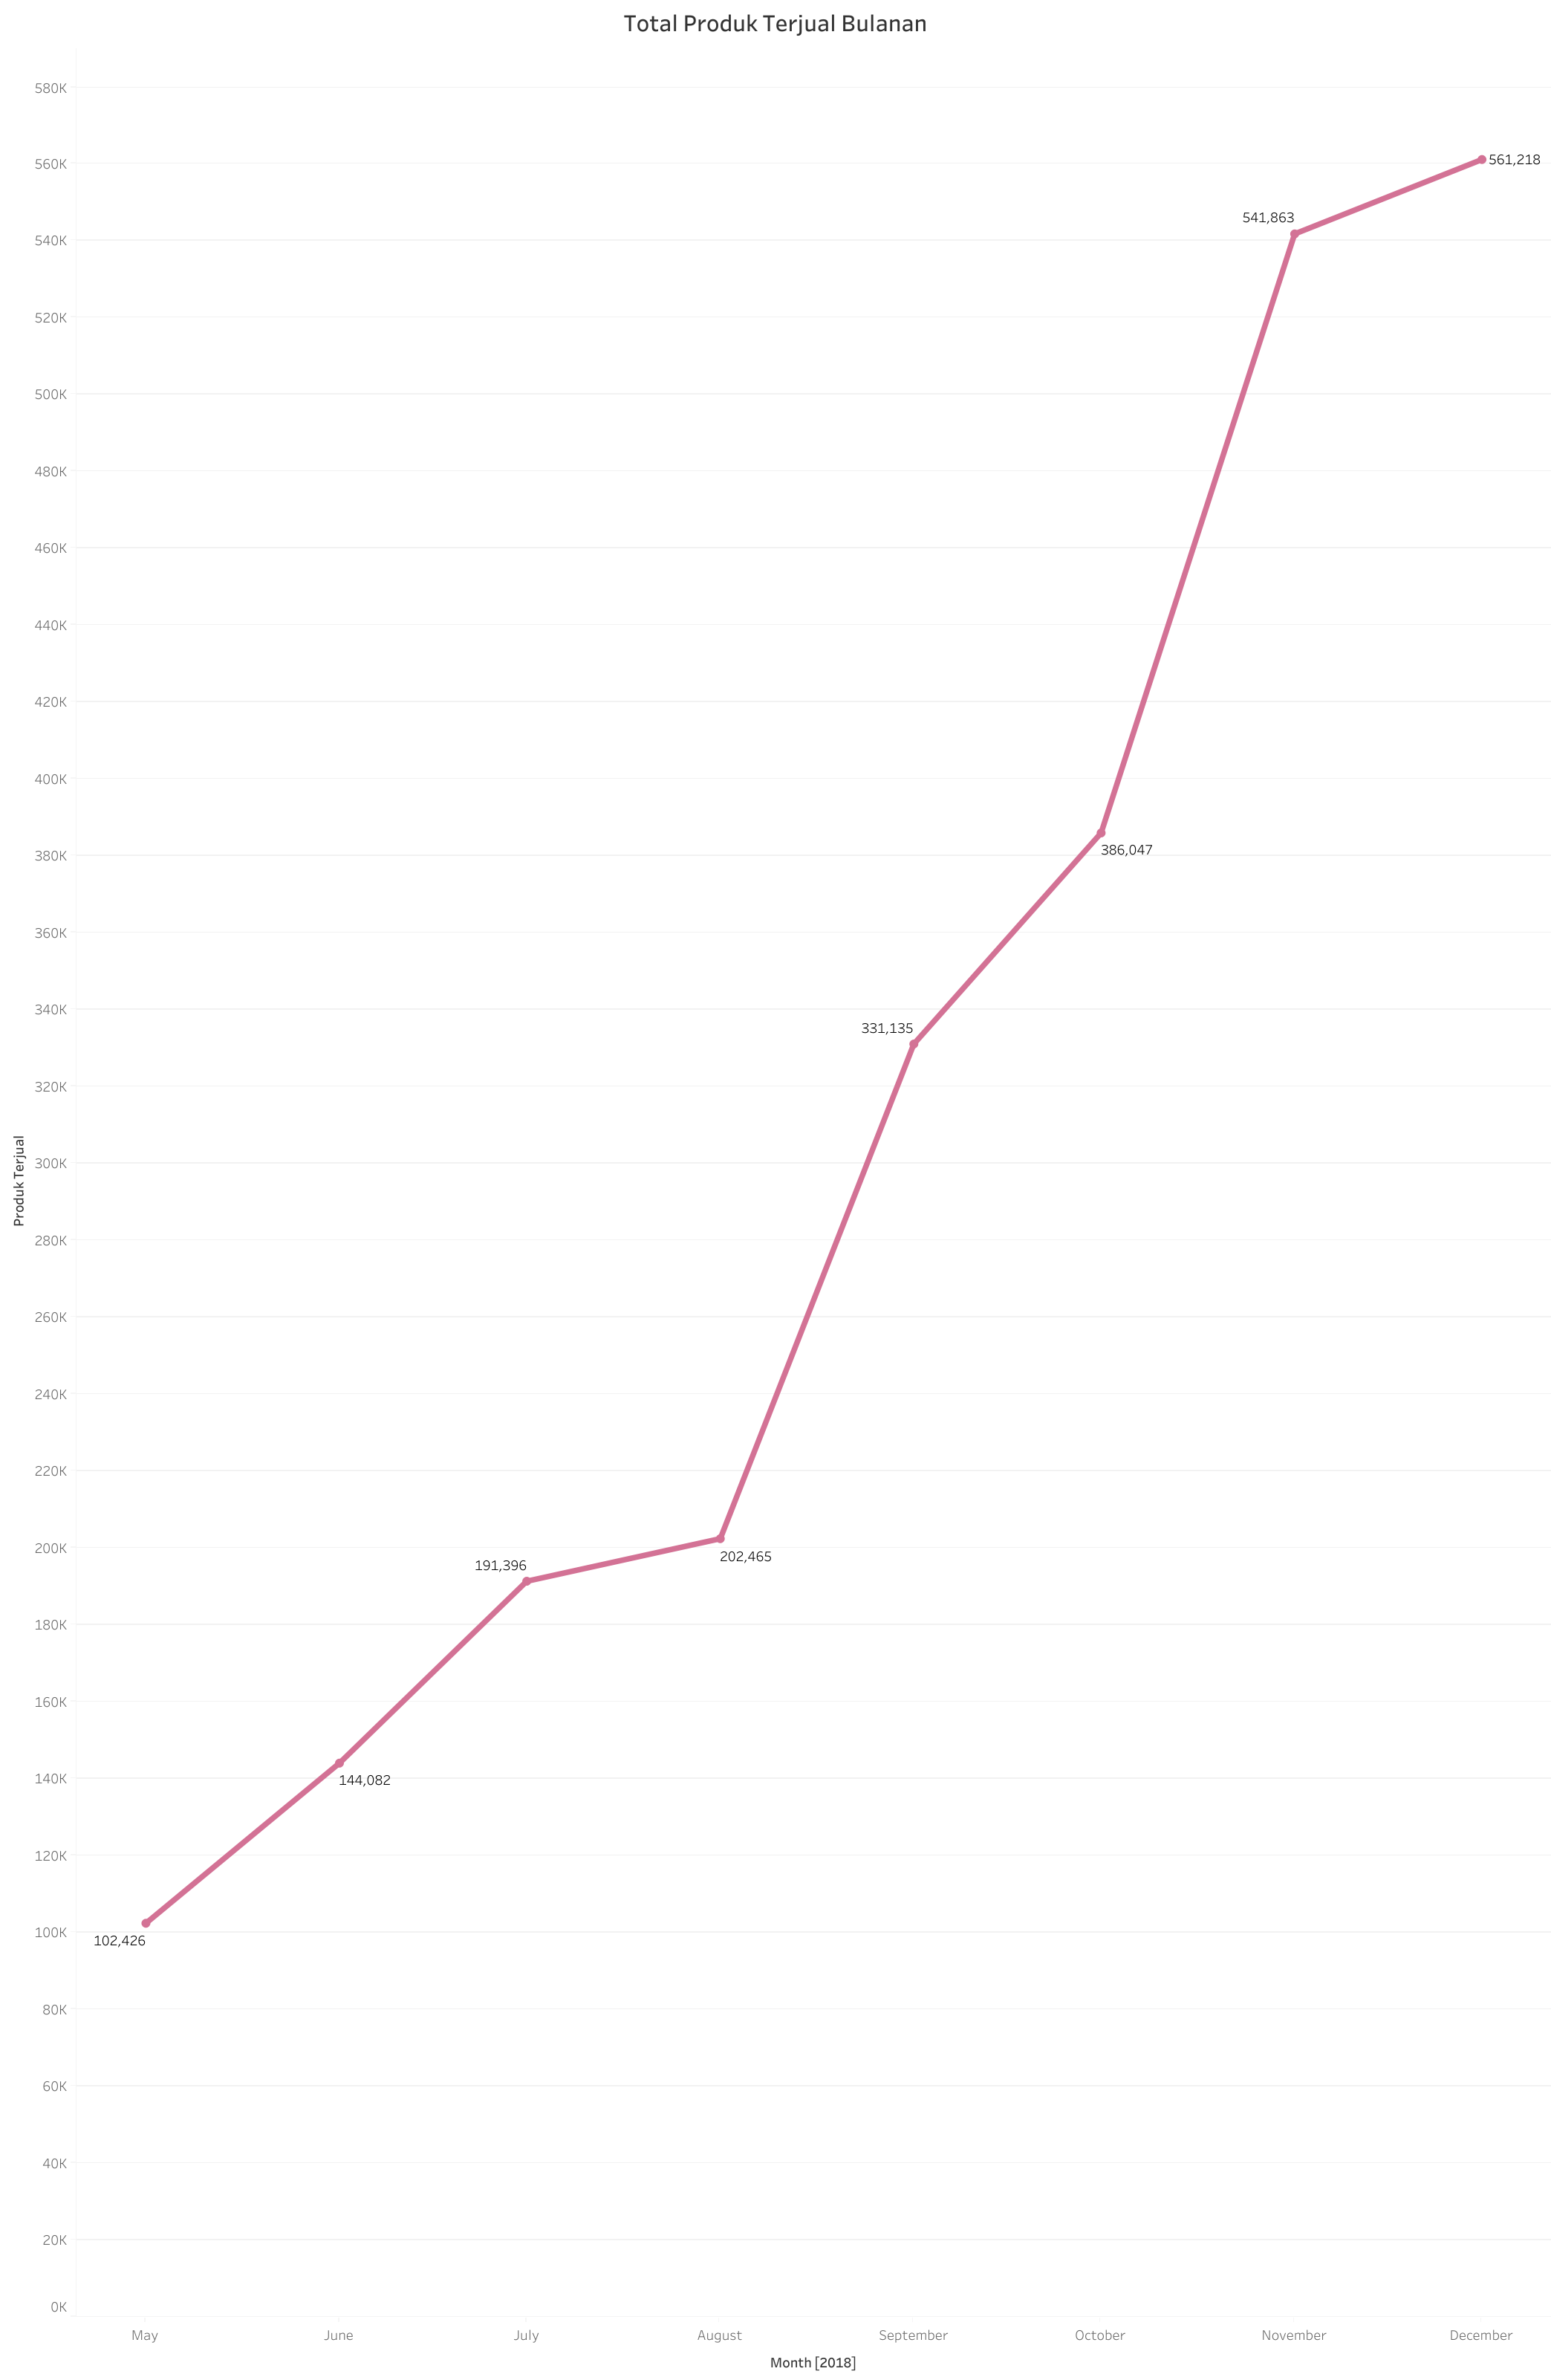 Total Produk Terjual Bulanan
580K
560K
540K
520K
500K
480K
460K
440K
420K
400K
380K
360K
340K
320K
300K
280K
260K
240K
220K
200K
180K
160K
140K
120K
100K
80K
60K
40K
20K
0K
Produk Terjual
561,218
541,863
386,047
331,135
202,465
191,396
144,082
102,426
May June July August September October November December
Month [2018]